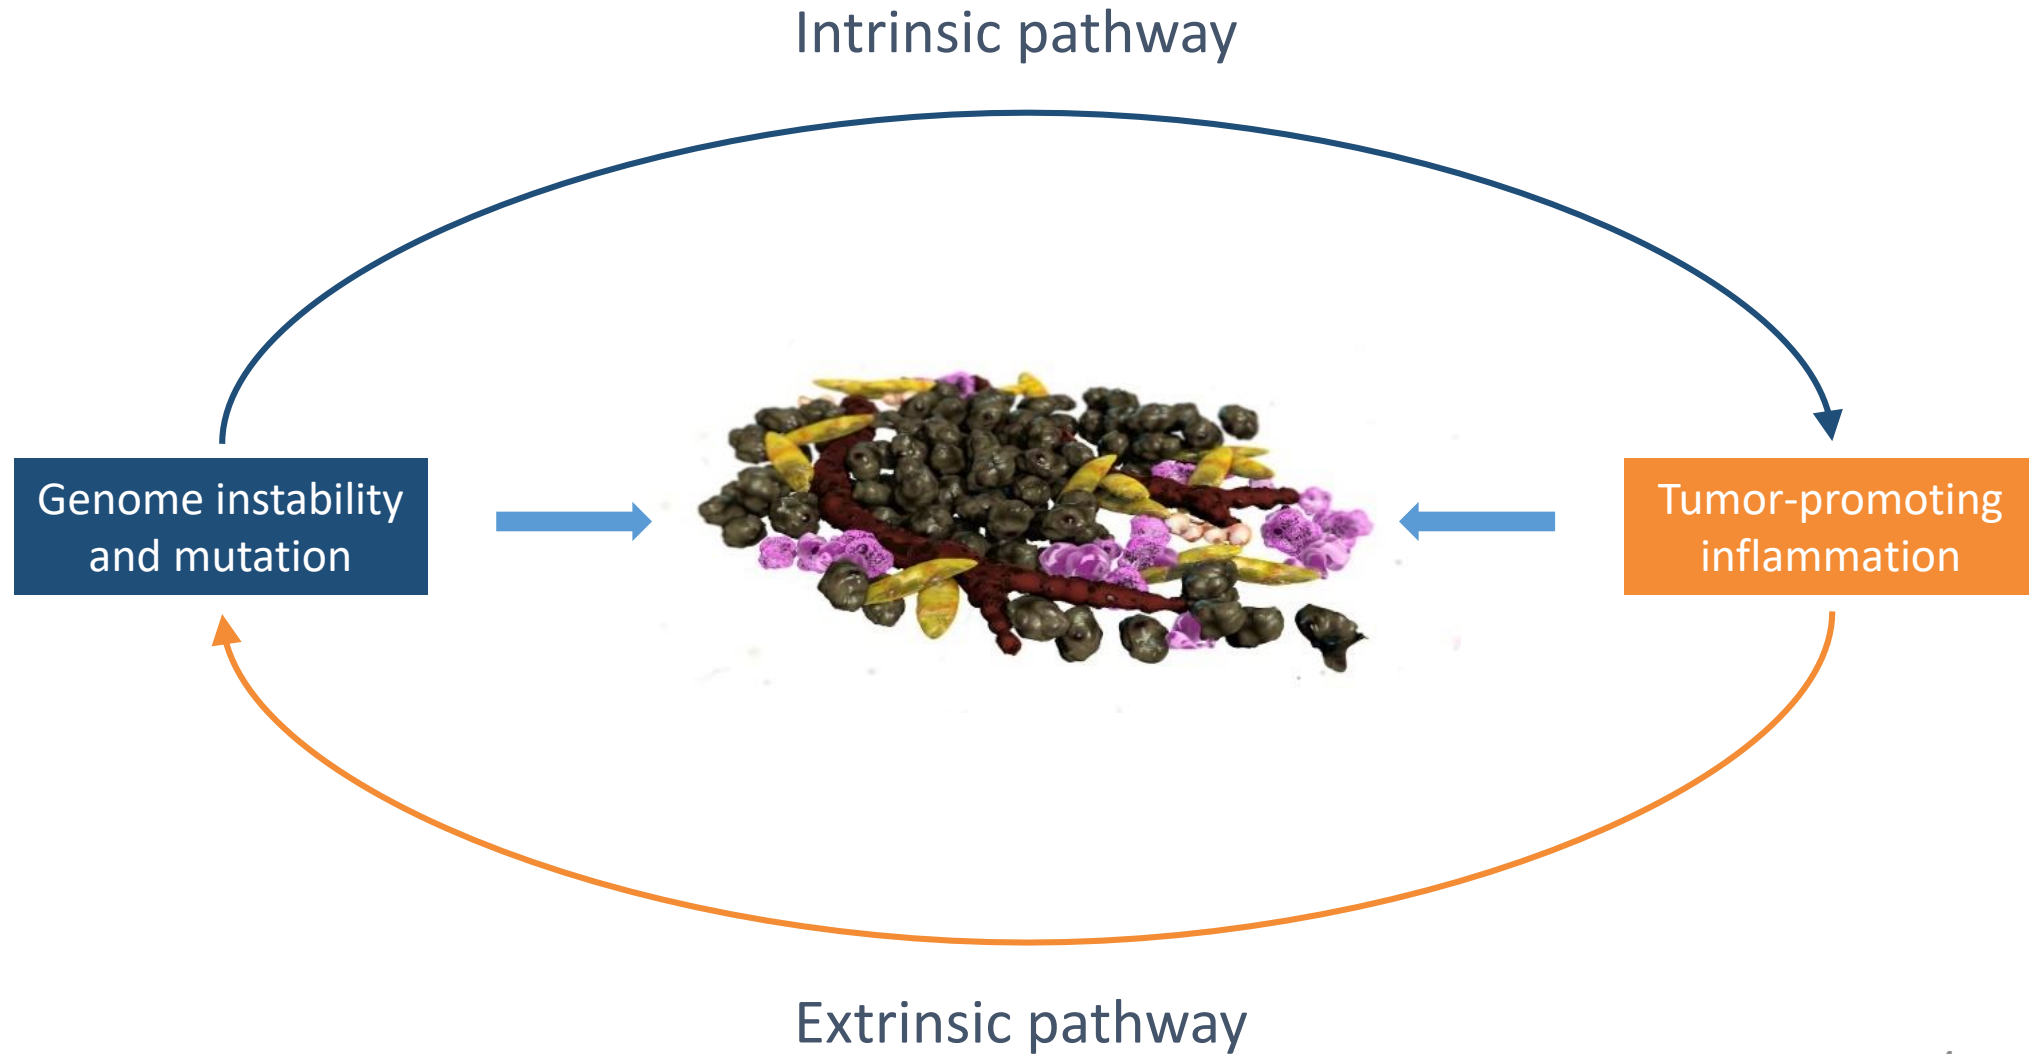 Intrinsic pathway
Genome instability
and mutation
Tumor-promoting
inflammation
Extrinsic pathway